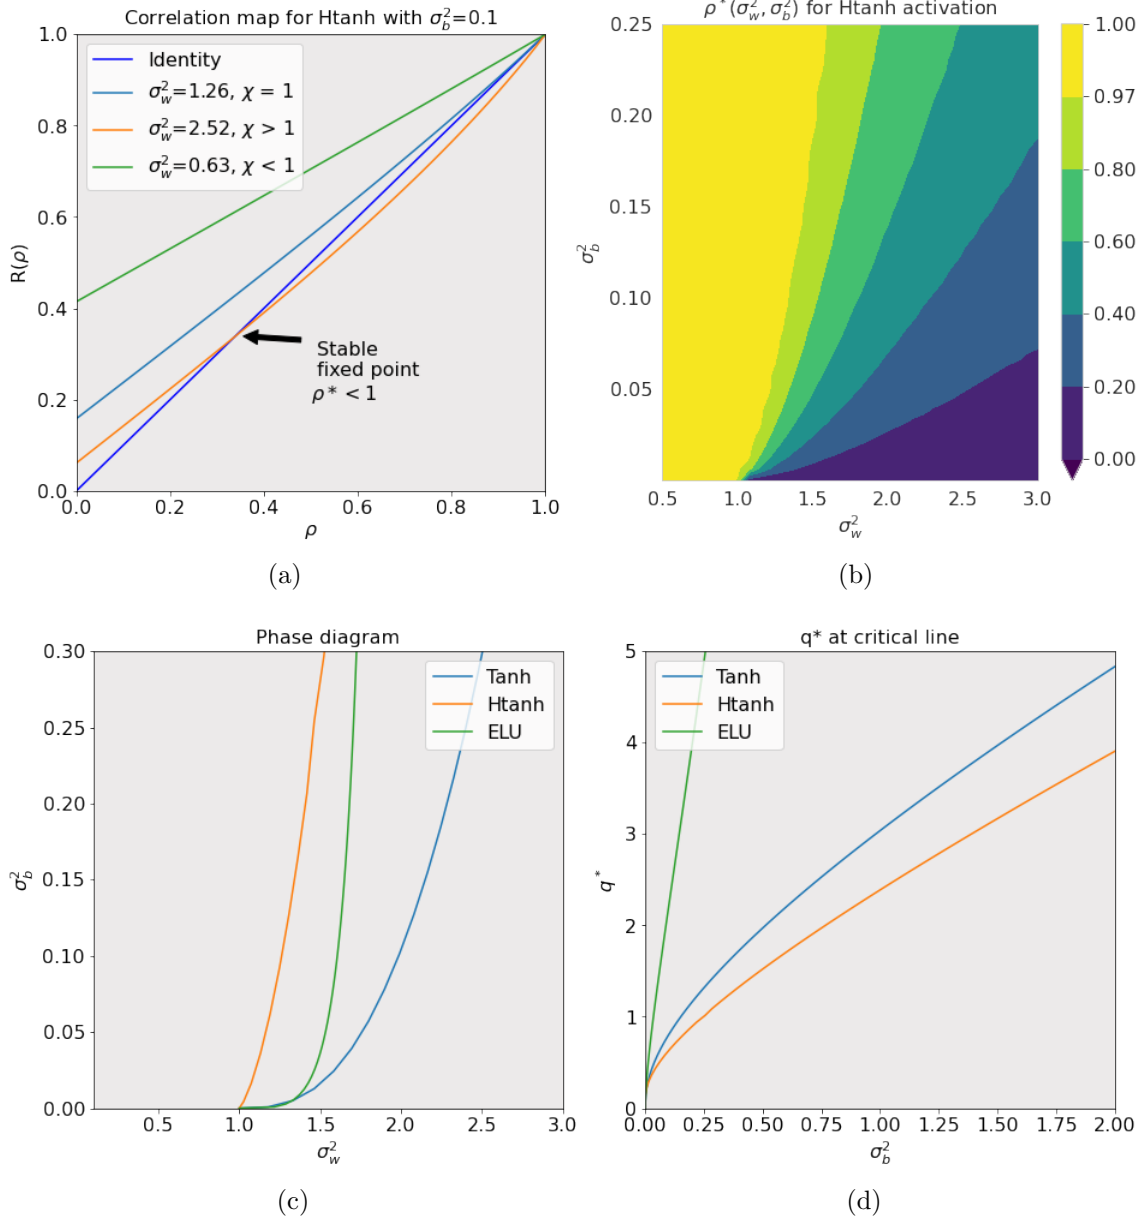 Correlation map for Htanh with σ_b^2=0.1
1.0
0.8
0.6
0.4
0.2
0.0
R(ρ)
Identity
σ_w^2=1.26, χ = 1
σ_w^2=2.52, χ > 1
σ_w^2=0.63, χ < 1
Stable
fixed point
ρ* < 1
0.0 0.2 0.4 0.6 0.8 1.0
ρ
(a)
ρ*(σ_w^2, σ_b^2) for Htanh activation
0.25
0.20
0.15
0.10
0.05
σ_b^2
0.5 1.0 1.5 2.0 2.5 3.0
σ_w^2
1.00
0.97
0.80
0.60
0.40
0.20
0.00
(b)
Phase diagram
0.30
0.25
0.20
0.15
0.10
0.05
0.00
σ_b^2
Tanh
Htanh
ELU
0.5 1.0 1.5 2.0 2.5 3.0
σ_w^2
(c)
q* at critical line
5
4
3
2
1
0
q*
Tanh
Htanh
ELU
0.00 0.25 0.50 0.75 1.00 1.25 1.50 1.75 2.00
σ_b^2
(d)